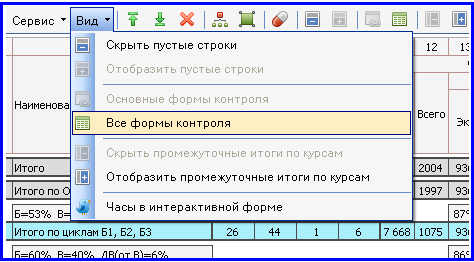 Сервис Вид
Скрыть пустые строки 12 13
Отобразить пустые строки
Основные формы контроля
Наименова Все формы контроля Всего Эк
Скрыть промежуточные итоги по курсам
Итого 2004 936
Отобразить промежуточные итоги по курсам
Итого по О 1997 936
Часы в интерактивной форме
Б=53% В= 87%
Итого по циклам Б1, Б2, Б3 26 44 1 6 7 668 1075 936
Б=60% В=40% ДВ(от В)=6% 86%